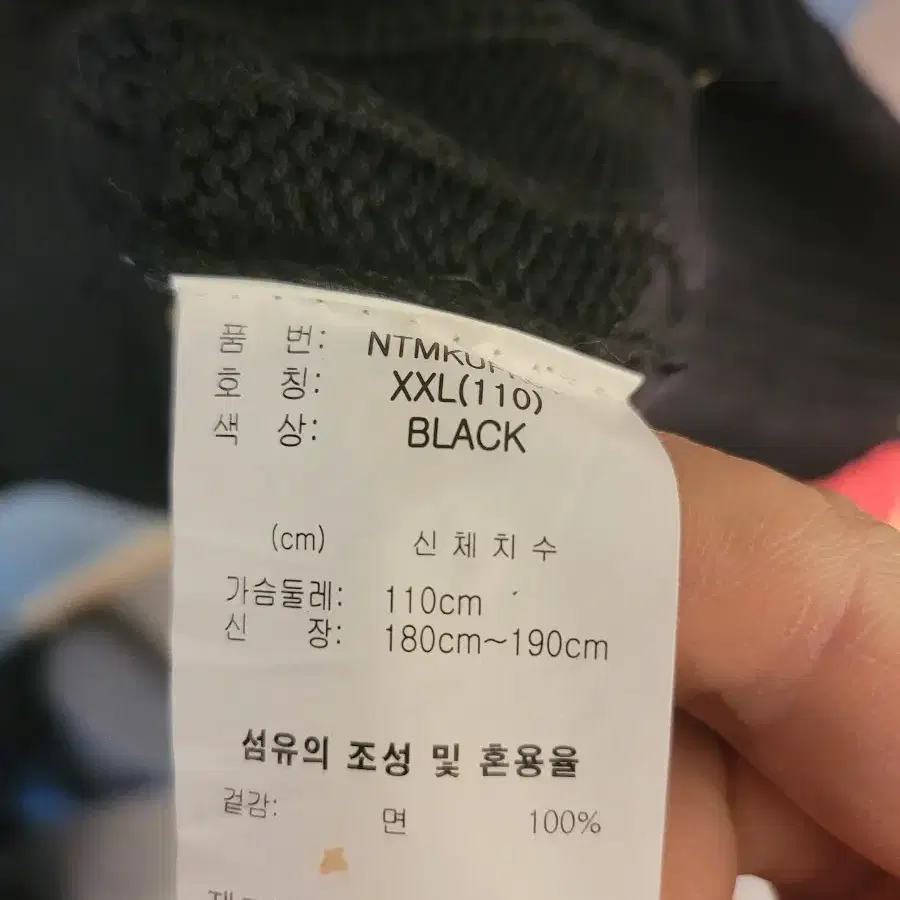 품 번:
호 칭: XXL(110)
색 상: BLACK
(cm) 신체치수
가슴둘레: 110cm
신 장: 180cm~190cm
섬유의 조성 및 혼용율
겉감: 면 100%